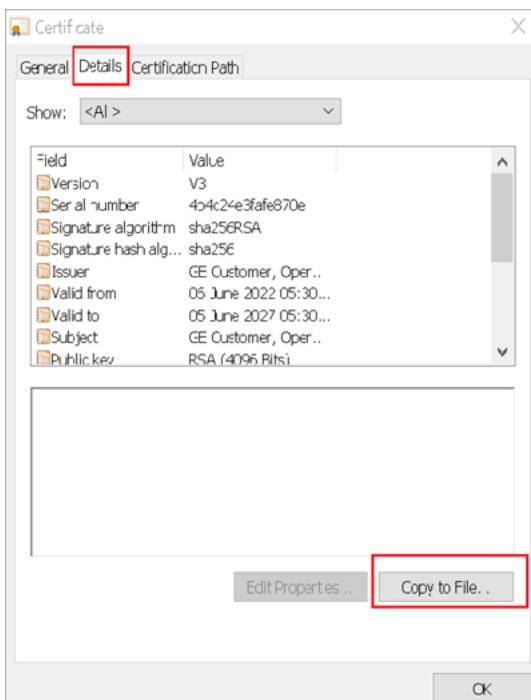 Certificate
General Details Certification Path
Show: <All>
Field Value
Version V3
Serial number 4b4c24e3fafe870e
Signature algorithm sha256RSA
Signature hash alg... sha256
Issuer GE Customer, Oper..
Valid from 05 June 2022 05:30...
Valid to 05 June 2027 05:30...
Subject GE Customer, Oper..
Public key RSA (4096 Bits)
Edit Properties...
Copy to File...
OK